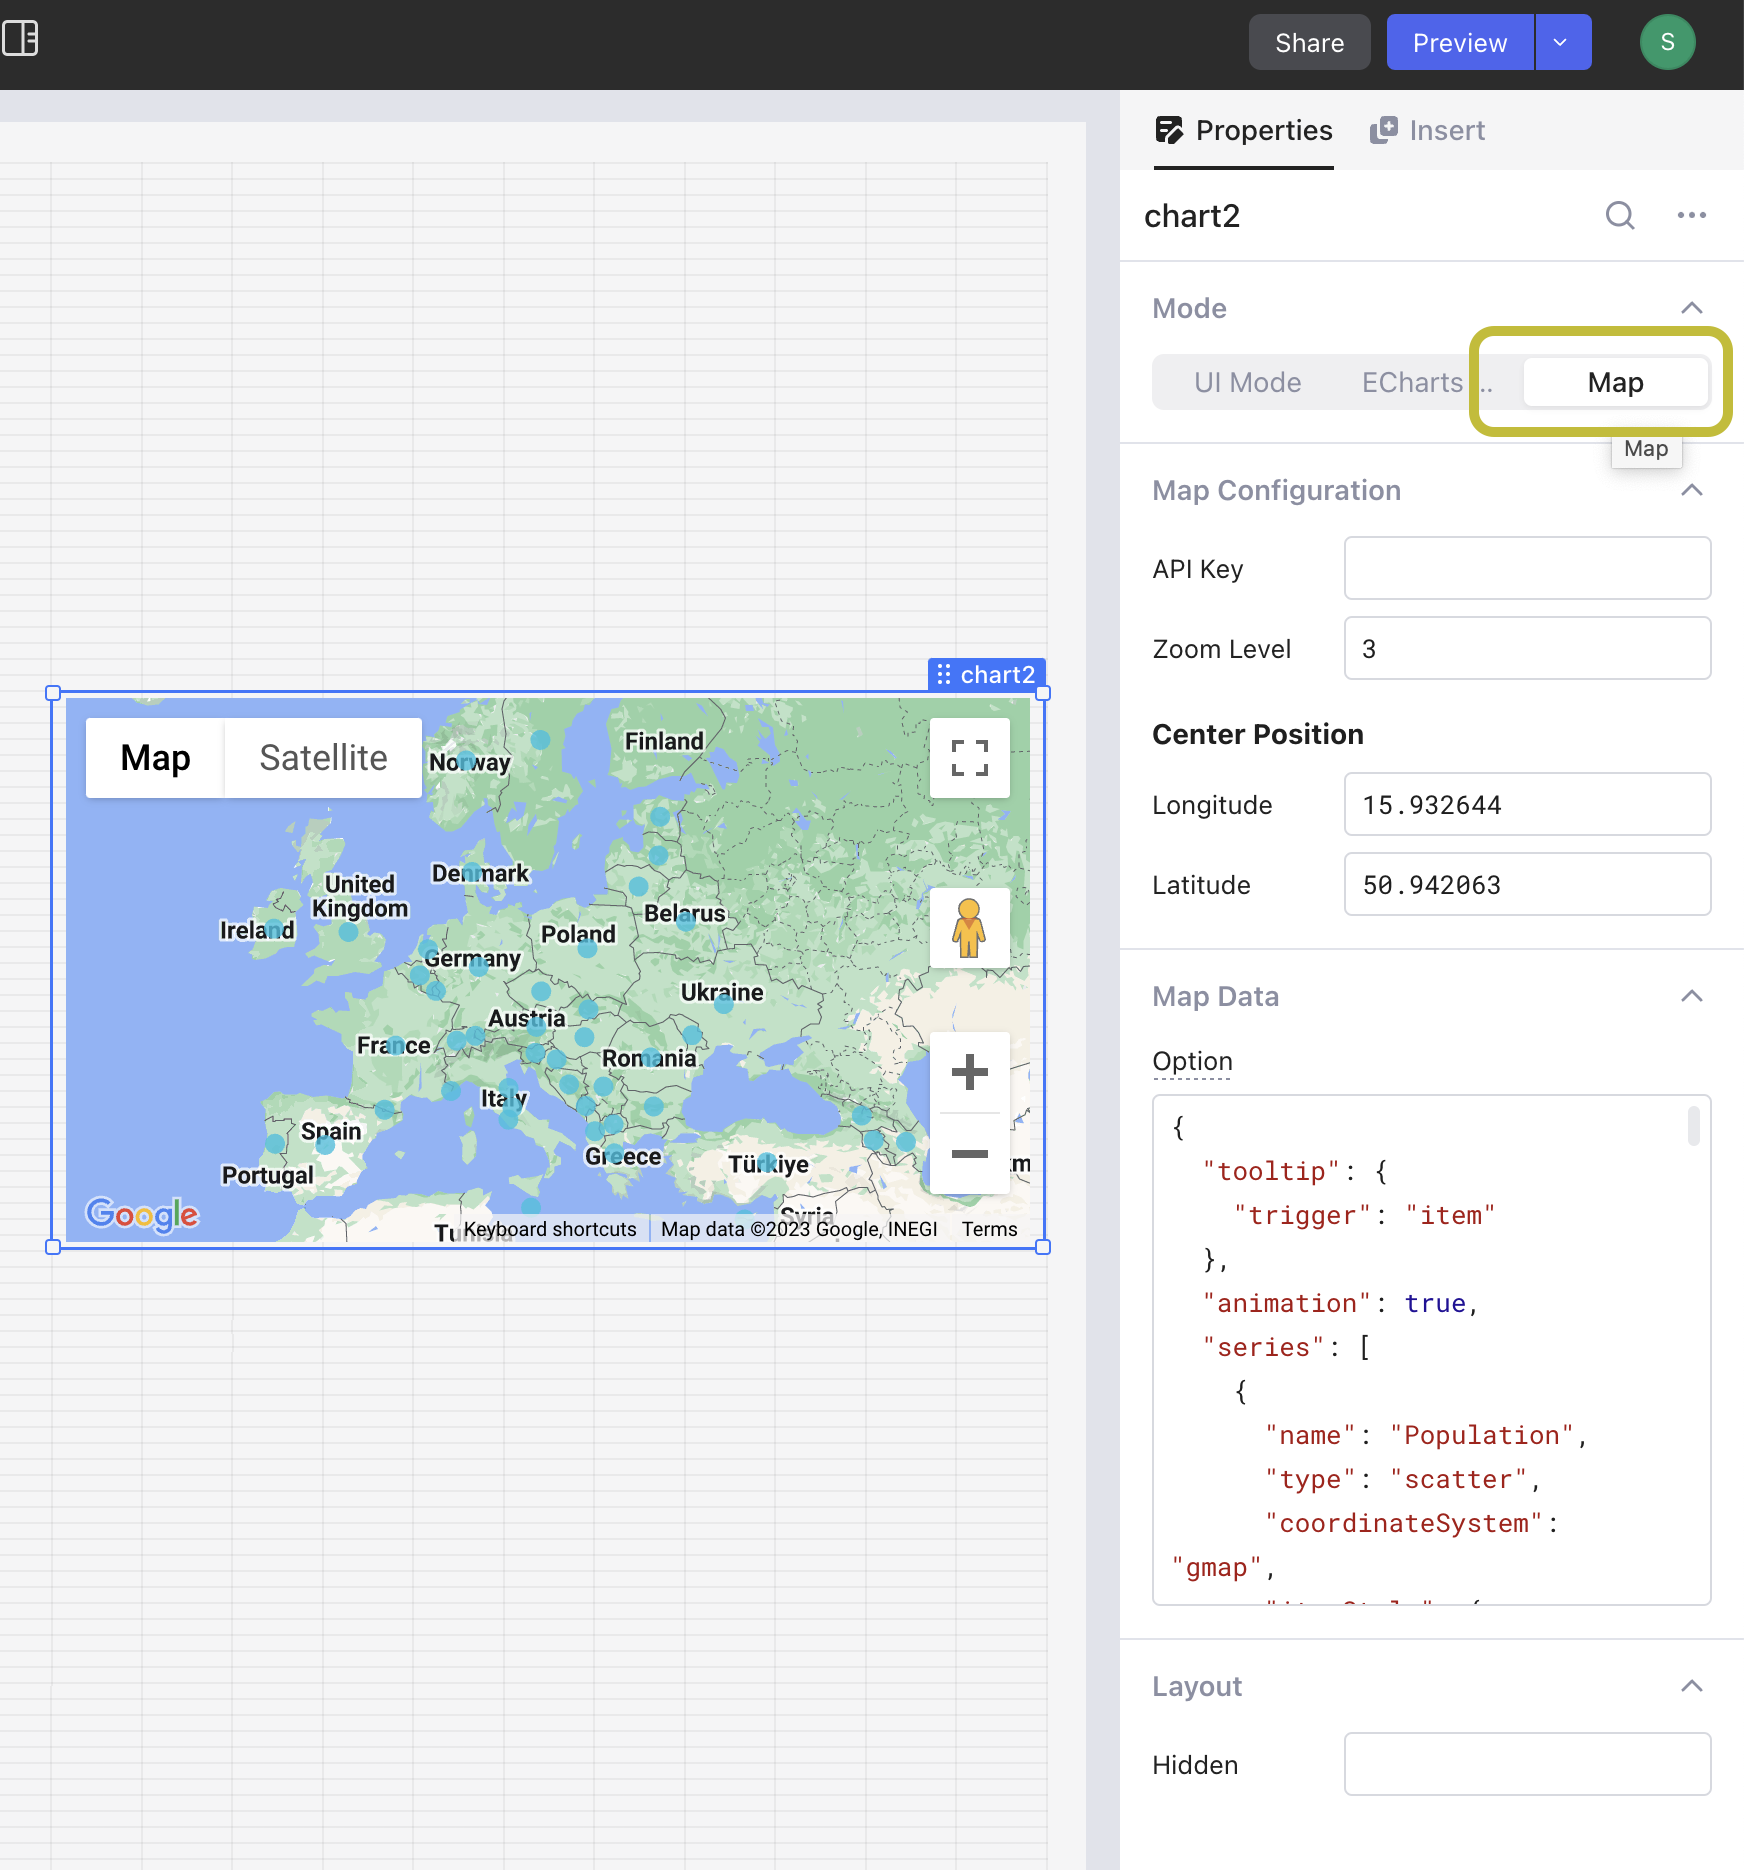 Share
Preview
S
Properties
Insert
chart2
Mode
UI Mode
ECharts ..
Map
Map
Map Configuration
API Key
Zoom Level
3
Center Position
Longitude
15.932644
Latitude
50.942063
Map Data
Option
{
"tooltip": {
"trigger": "item"
},
"animation": true,
"series": [
{
"name": "Population",
"type": "scatter",
"coordinateSystem":
"gmap",
Layout
Hidden
chart2
Map
Satellite
Norway
Finland
Denmark
United
Kingdom
Ireland
Belarus
Poland
Germany
Ukraine
Austria
France
Romania
Italy
Spain
Greece
Türkiye
Portugal
Google
Syria
Keyboard shortcuts
Map data ©2023 Google, INEGI
Terms